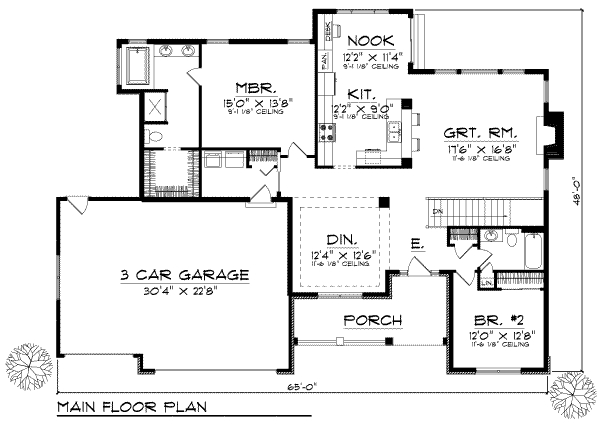 DESK
NOOK
12'2" × 11'4"
9'-1 1/8" CEILING
PAN.
MBR.
15'0" × 13'8"
9'-1 1/8" CEILING
KIT.
12'2" × 9'0"
9'-1 1/8" CEILING
GRT. RM.
17'6" × 16'8"
11'-6 1/8" CEILING
48'-0"
DN
DIN.
12'4" × 12'6"
11'-6 1/8" CEILING
E.
3 CAR GARAGE
30'4" × 22'8"
LIN.
PORCH
BR. #2
12'0" × 12'8"
11'-6 1/8" CEILING
65'-0"
MAIN FLOOR PLAN